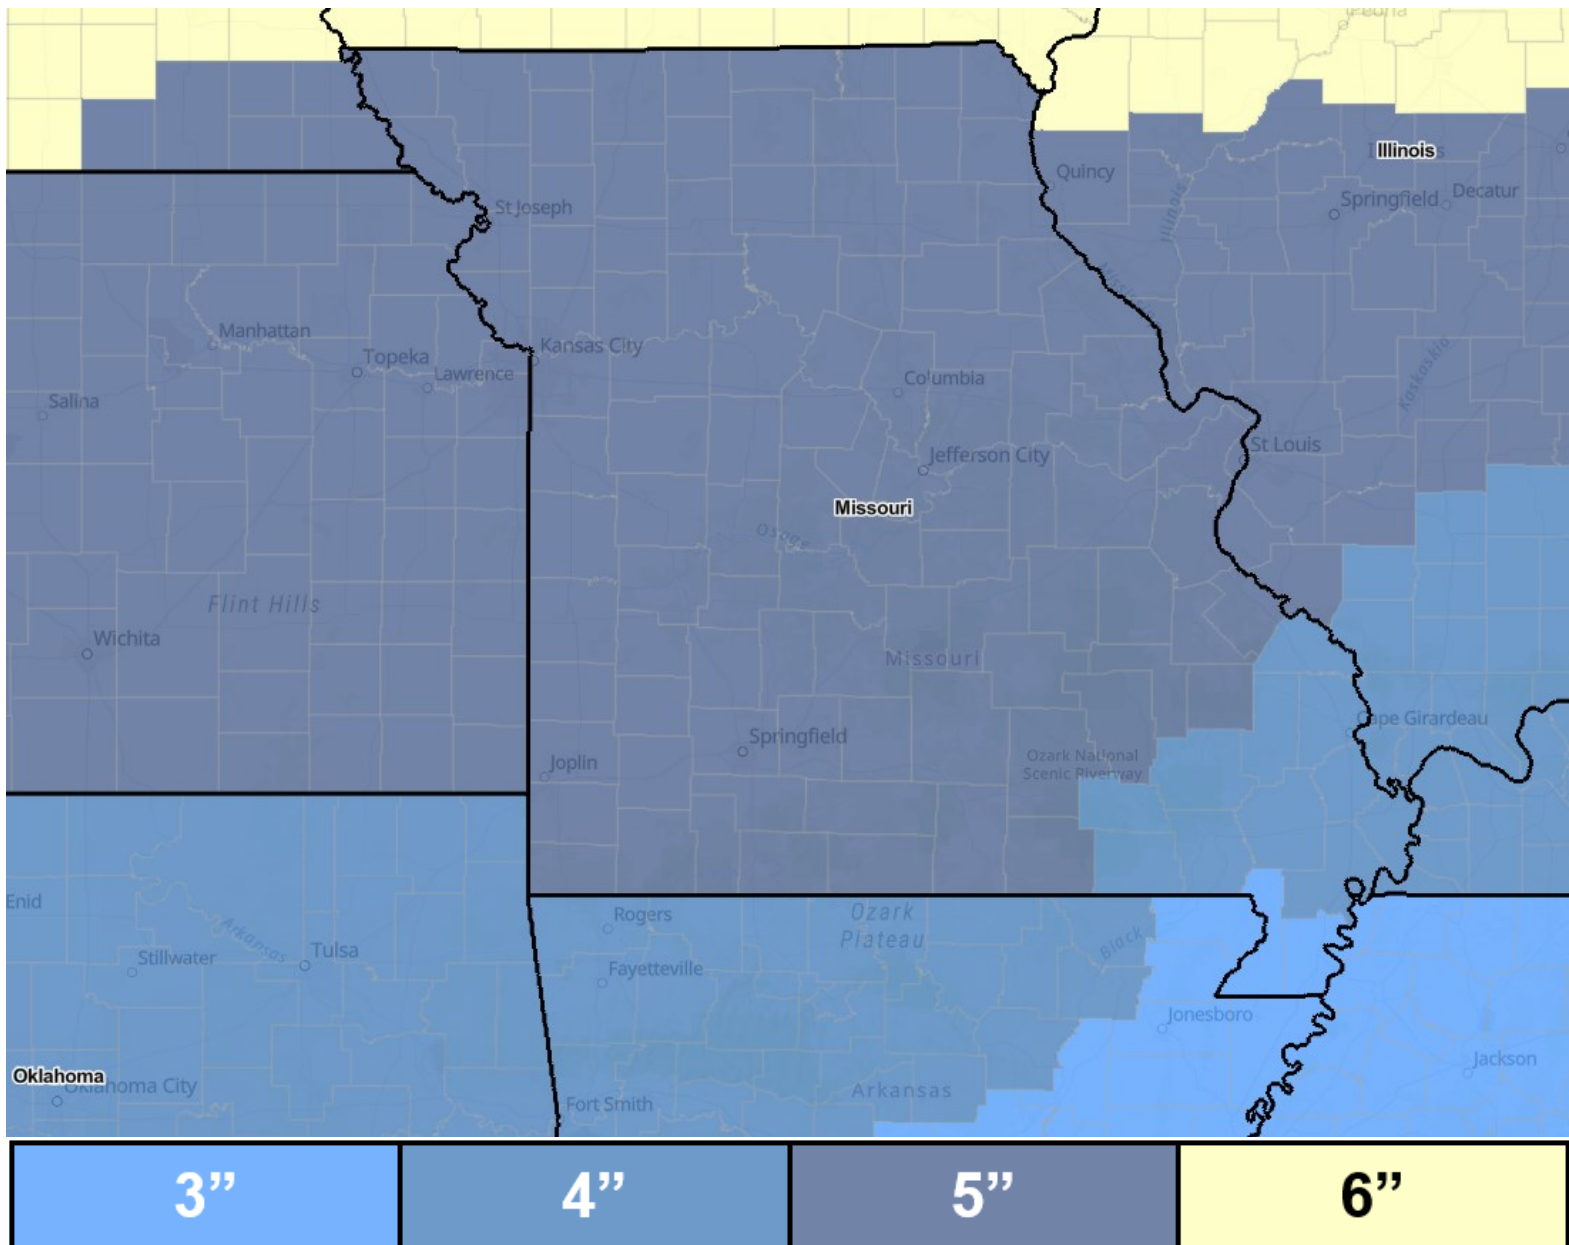 Peoria
Illinois
Quincy
Springfield
Decatur
Illinois
St Joseph
Manhattan
Kansas City
Topeka
Lawrence
Columbia
Salina
Kaskaskia
St Louis
Jefferson City
Missouri
Osage
Flint Hills
Wichita
Missouri
Cape Girardeau
Springfield
Joplin
Ozark National
Scenic Riverway
Enid
Rogers
Ozark
Plateau
Arkansas
Black
Stillwater
Tulsa
Fayetteville
Jonesboro
Jackson
Oklahoma
Oklahoma City
Fort Smith
Arkansas
3” 4” 5” 6”